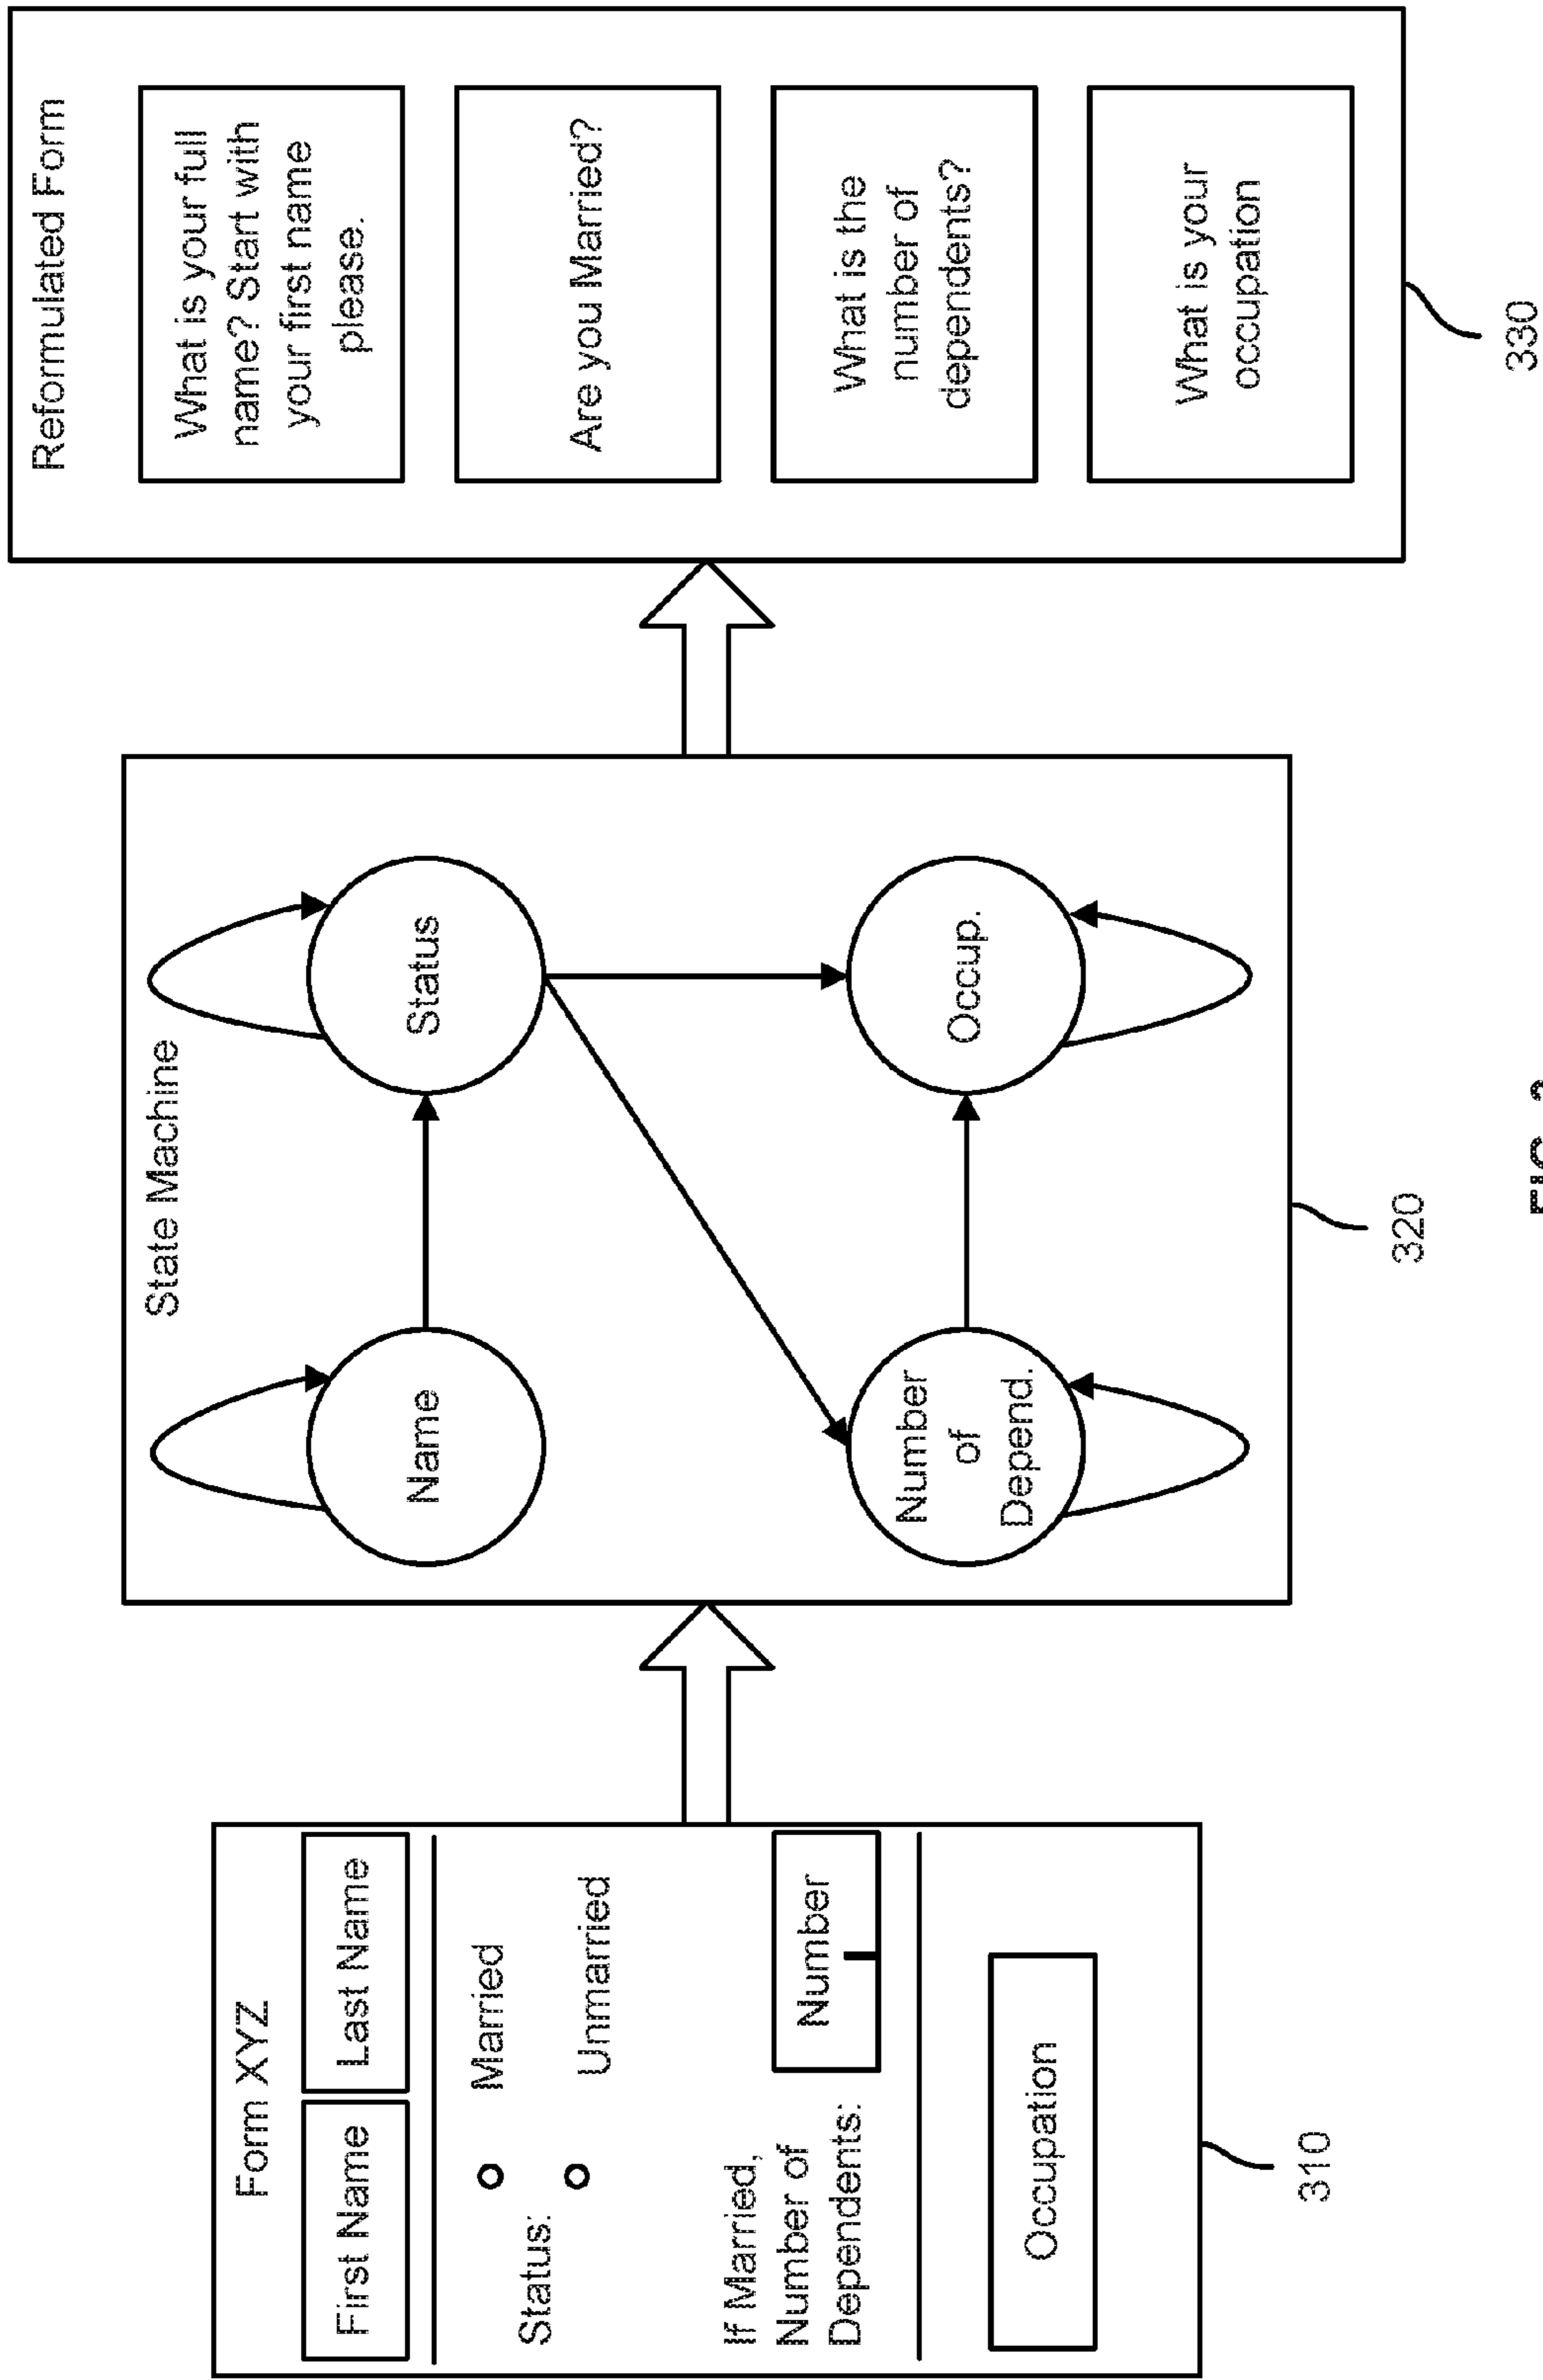 Form XYZ
First Name
Last Name
Status:
Married
Unmarried
If Married,
Number of
Dependents:
Number
Occupation
310
State Machine
Name
Status
Number
of
Depend.
Occup.
320
Reformulated Form
What is your full
name? Start with
your first name
please.
Are you Married?
What is the
number of
dependents?
What is your
occupation
330